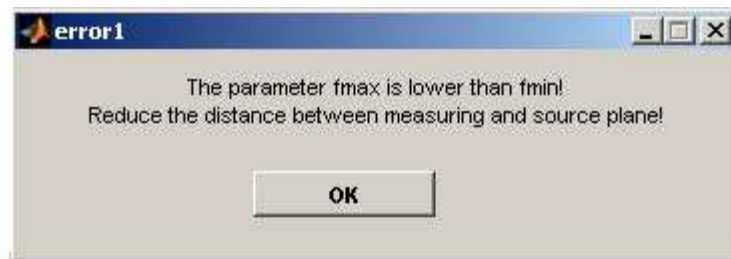 error1
The parameter fmax is lower than fmin!
Reduce the distance between measuring and source plane!
OK